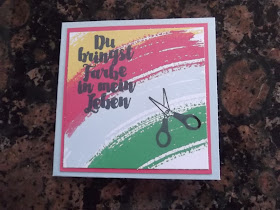 Du
bringst
Farbe
in mein
Leben